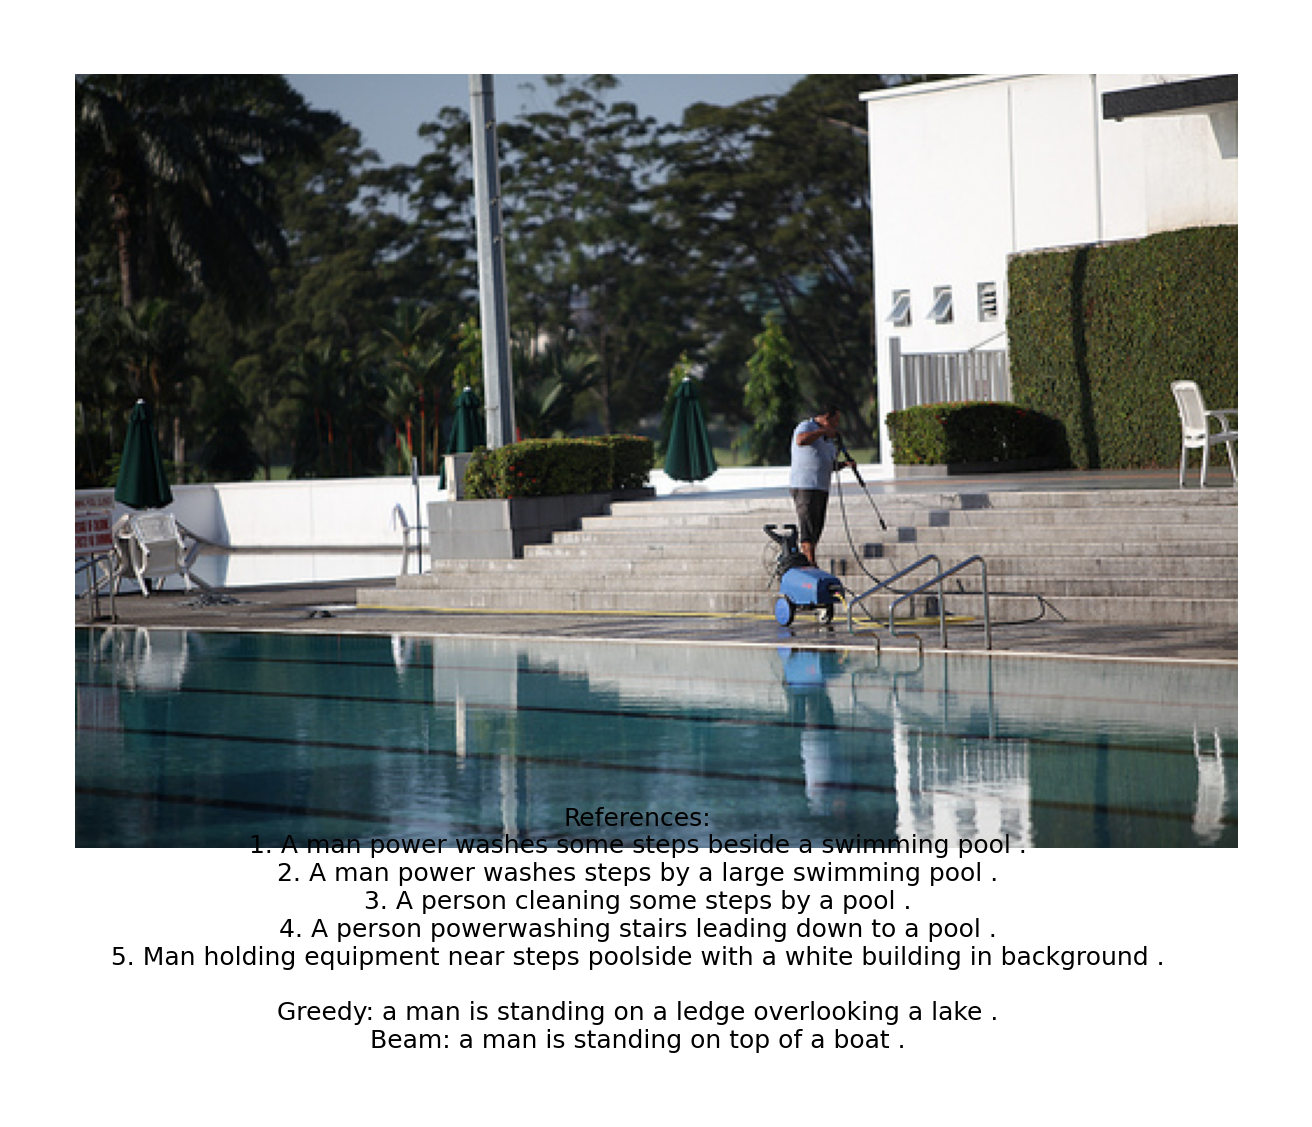 References:
1. A man power washes some steps beside a swimming pool .
2. A man power washes steps by a large swimming pool .
3. A person cleaning some steps by a pool .
4. A person powerwashing stairs leading down to a pool .
5. Man holding equipment near steps poolside with a white building in background .
Greedy: a man is standing on a ledge overlooking a lake .
Beam: a man is standing on top of a boat .